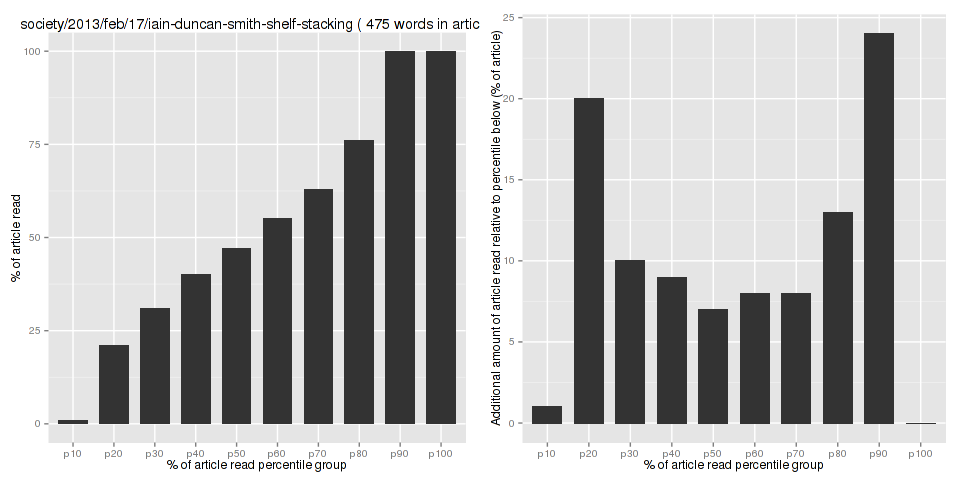 society/2013/feb/17/iain-duncan-smith-shelf-stacking ( 475 words in artic
% of article read
100
75
50
25
0
p10 p20 p30 p40 p50 p60 p70 p80 p90 p100
% of article read percentile group
Additional amount of article read relative to percentile below (% of article)
25
20
15
10
5
0
p10 p20 p30 p40 p50 p60 p70 p80 p90 p100
% of article read percentile group